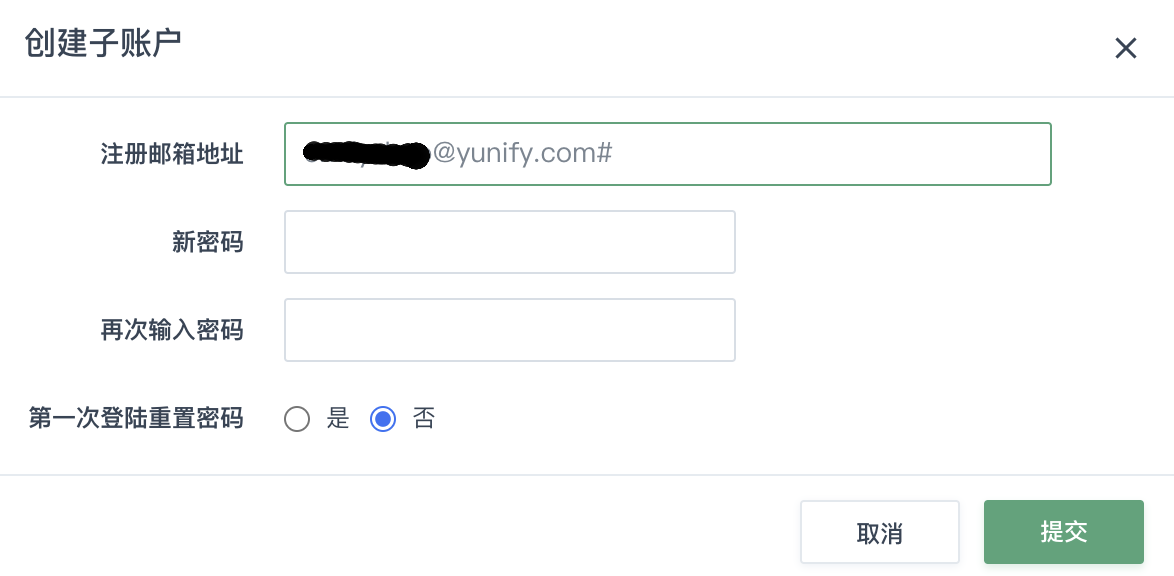 创建子账户
注册邮箱地址 @yunify.com#
新密码
再次输入密码
第一次登陆重置密码 是 否
取消 提交